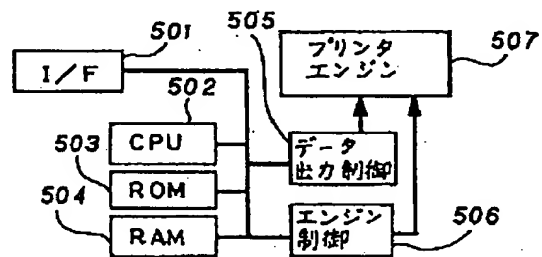 501
I/F
502
CPU
503
ROM
504
RAM
505
データ
出力制御
エンジン
制御
506
プリンタ
エンジン
507